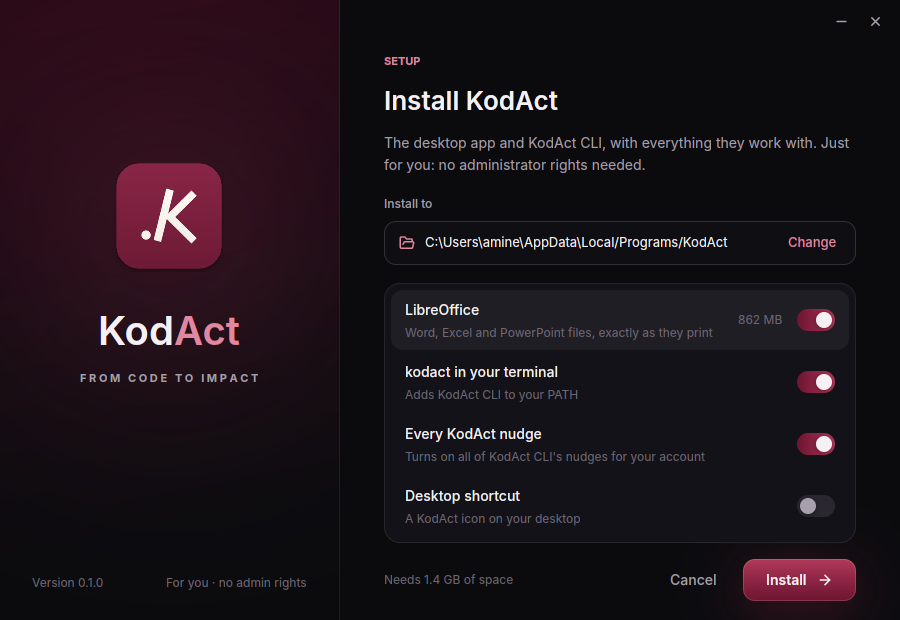 .K
KodAct
FROM CODE TO IMPACT
Version 0.1.0
For you · no admin rights
SETUP
Install KodAct
The desktop app and KodAct CLI, with everything they work with. Just
for you: no administrator rights needed.
Install to
C:\Users\amine\AppData\Local/Programs/KodAct
Change
LibreOffice
Word, Excel and PowerPoint files, exactly as they print
862 MB
kodact in your terminal
Adds KodAct CLI to your PATH
Every KodAct nudge
Turns on all of KodAct CLI's nudges for your account
Desktop shortcut
A KodAct icon on your desktop
Needs 1.4 GB of space
Cancel
Install →